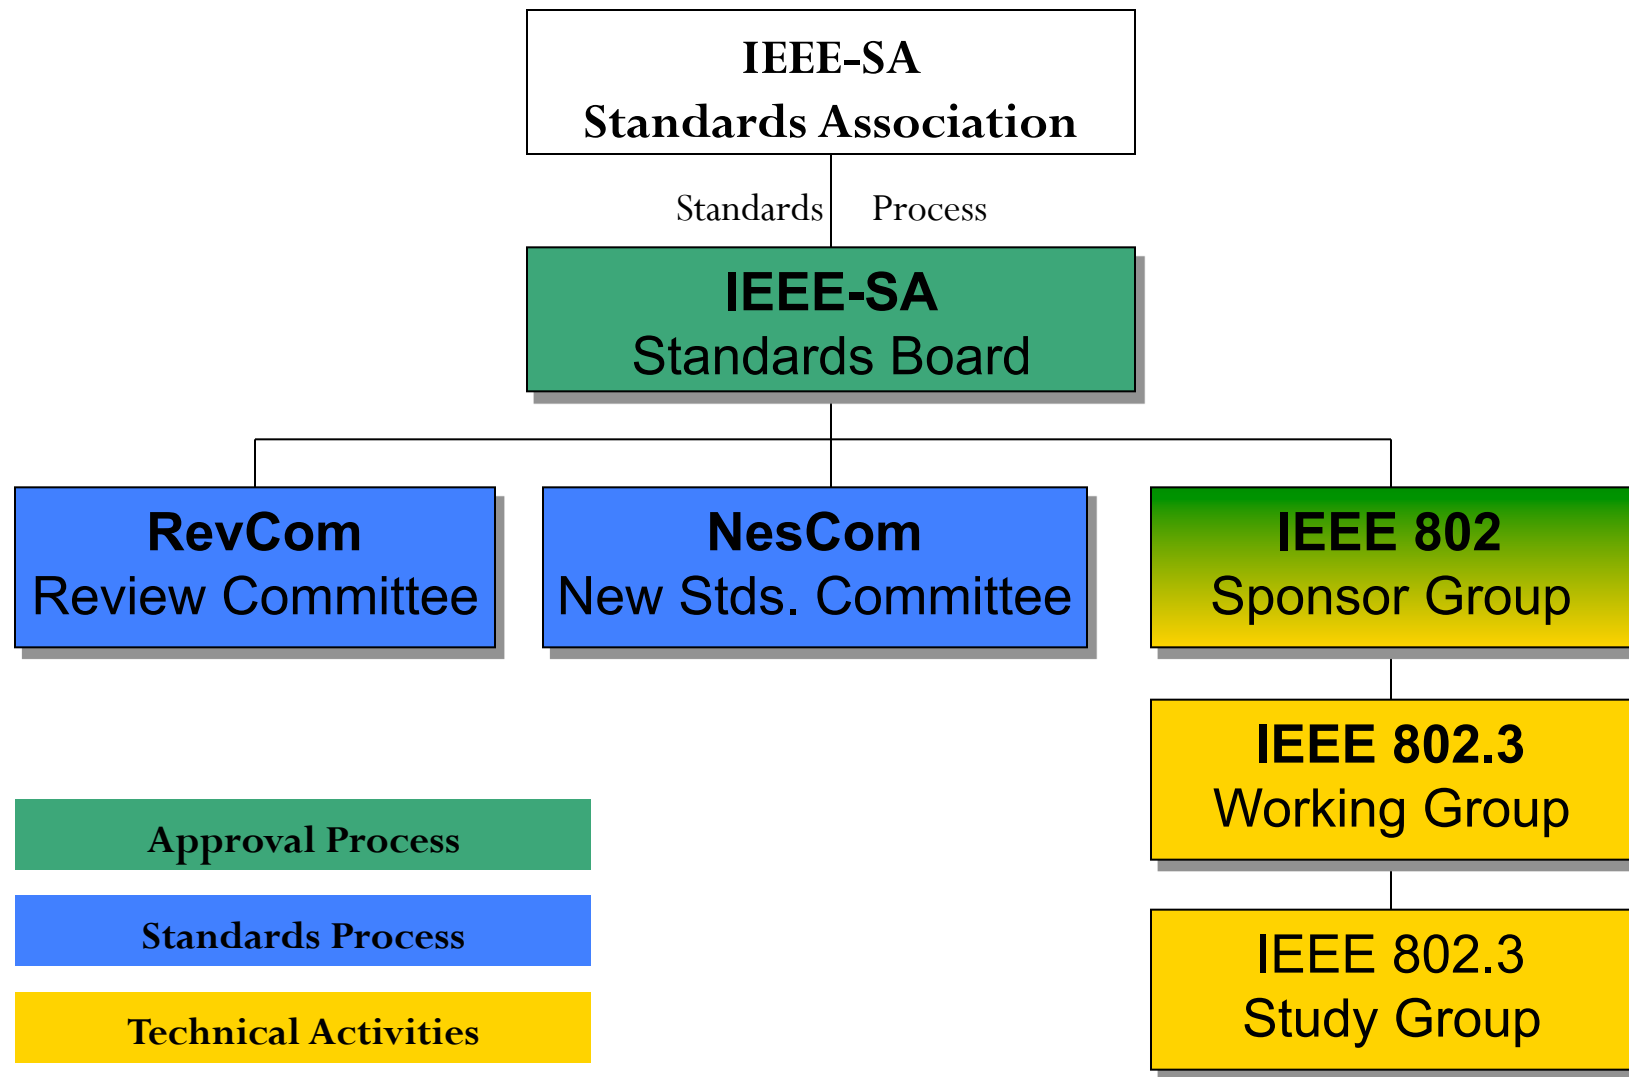 IEEE-SA
Standards Association
Standards Process
IEEE-SA
Standards Board
RevCom
Review Committee
NesCom
New Stds. Committee
IEEE 802
Sponsor Group
IEEE 802.3
Working Group
Approval Process
Standards Process
Technical Activities
IEEE 802.3
Study Group